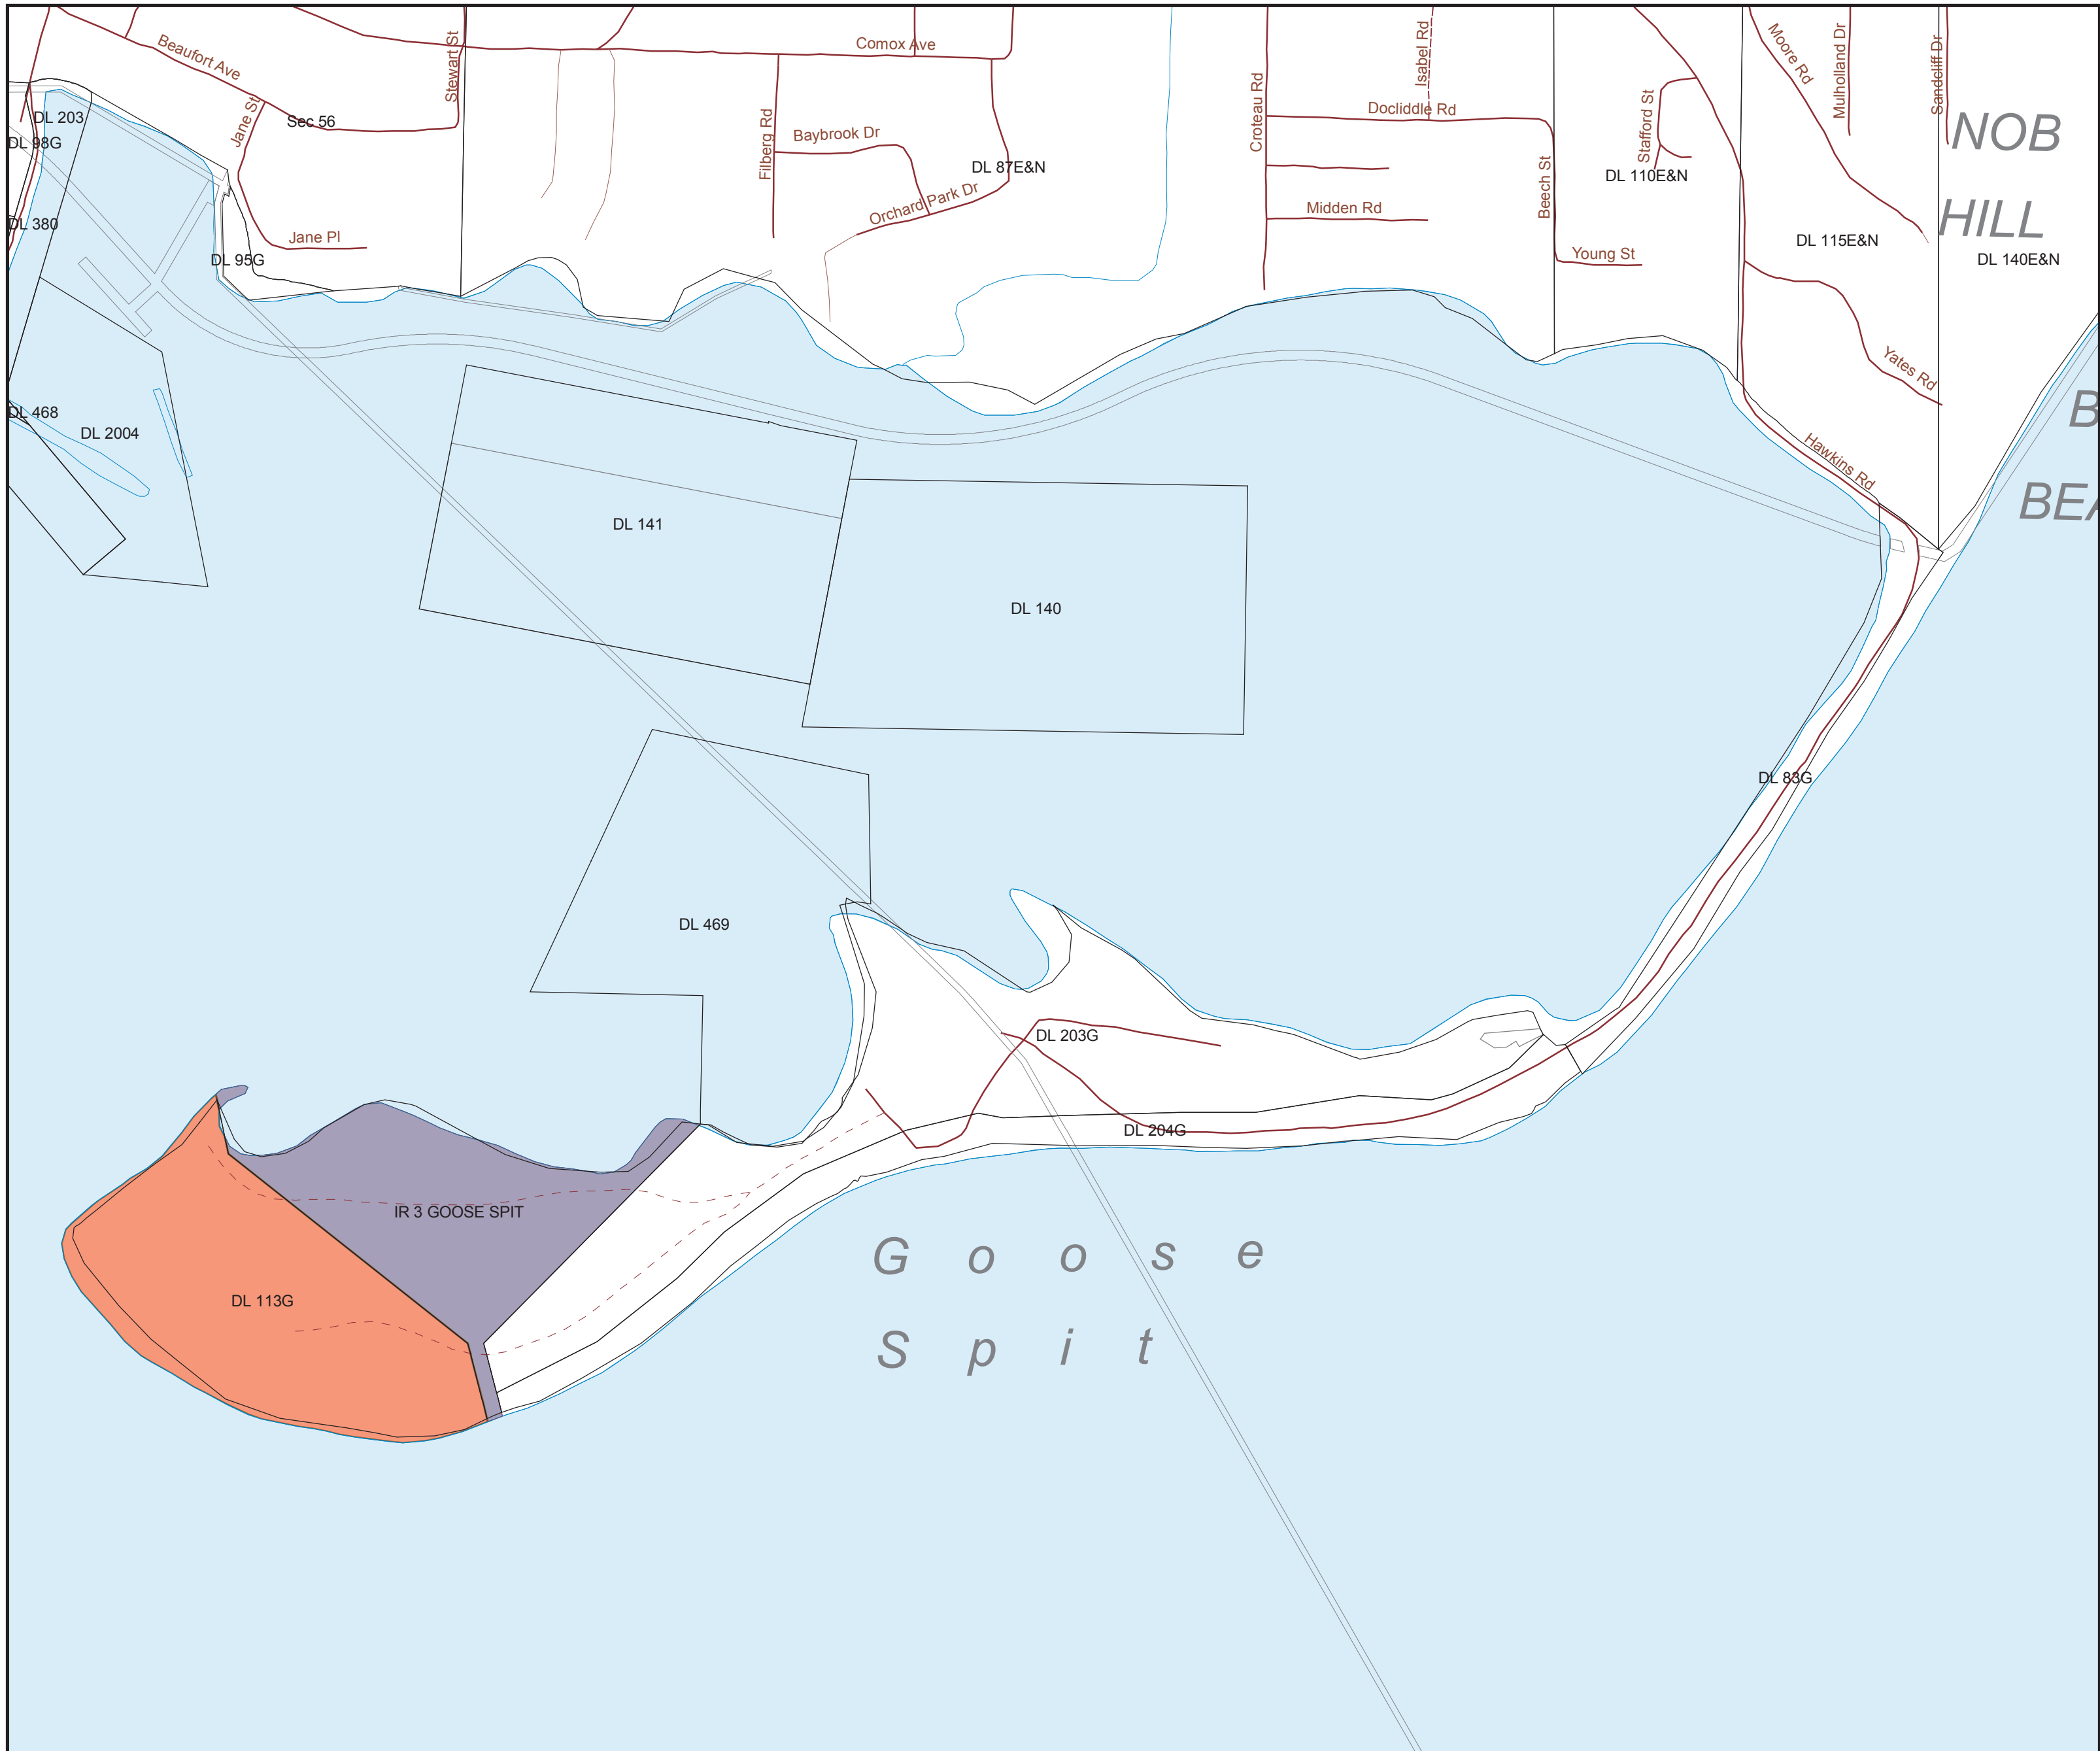 Beaufort Ave
Stewart St
Comox Ave
Isabel Rd
Moore Rd
Mulholland Dr
Sandcliff Dr
DL 203
Jane St
Sec 56
Filberg Rd
Baybrook Dr
Croteau Rd
Docliddle Rd
Stafford St
NOB
HILL
DL 98G
DL 87E&N
Beech St
DL 110E&N
Orchard Park Dr
Midden Rd
DL 380
Jane Pl
DL 95G
Young St
DL 115E&N
DL 140E&N
Yates Rd
DL 468
DL 2004
B
BEA
Hawkins Rd
DL 141
DL 140
DL 83G
DL 469
DL 203G
DL 204G
IR 3 GOOSE SPIT
DL 113G
Goose
Spit